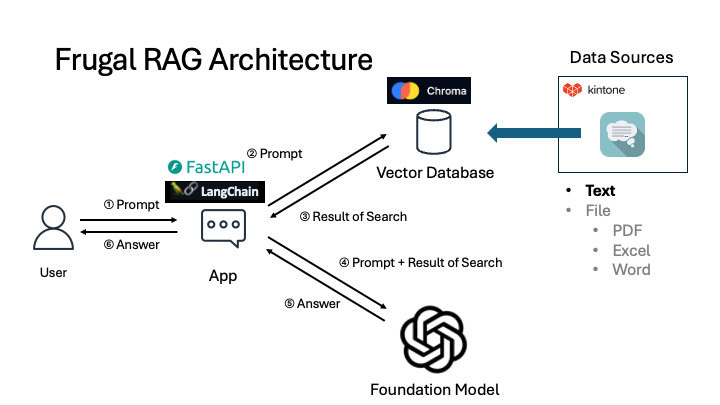 Frugal RAG Architecture
Data Sources
Chroma
kintone
② Prompt
FastAPI
LangChain
Vector Database
Text
① Prompt
③ Result of Search
File
PDF
⑥ Answer
Excel
④ Prompt + Result of Search
User
App
Word
⑤ Answer
Foundation Model